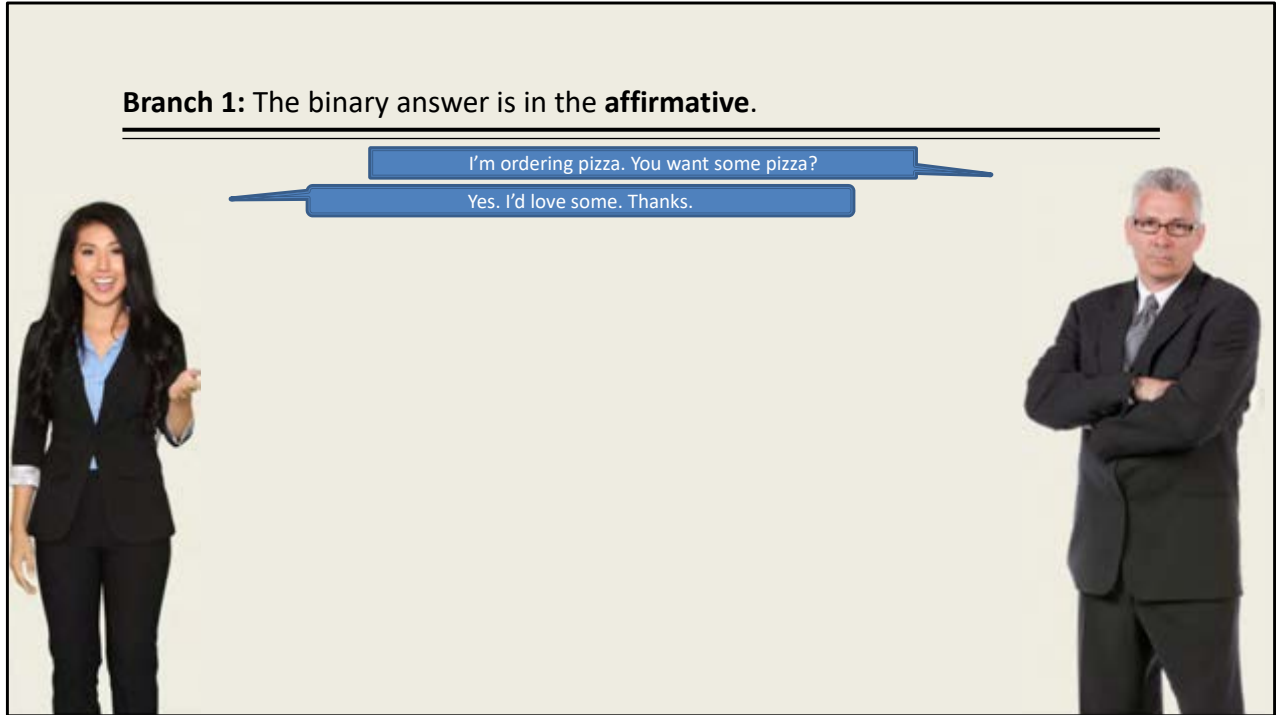 Branch 1: The binary answer is in the affirmative.
I’m ordering pizza. You want some pizza?
Yes. I’d love some. Thanks.